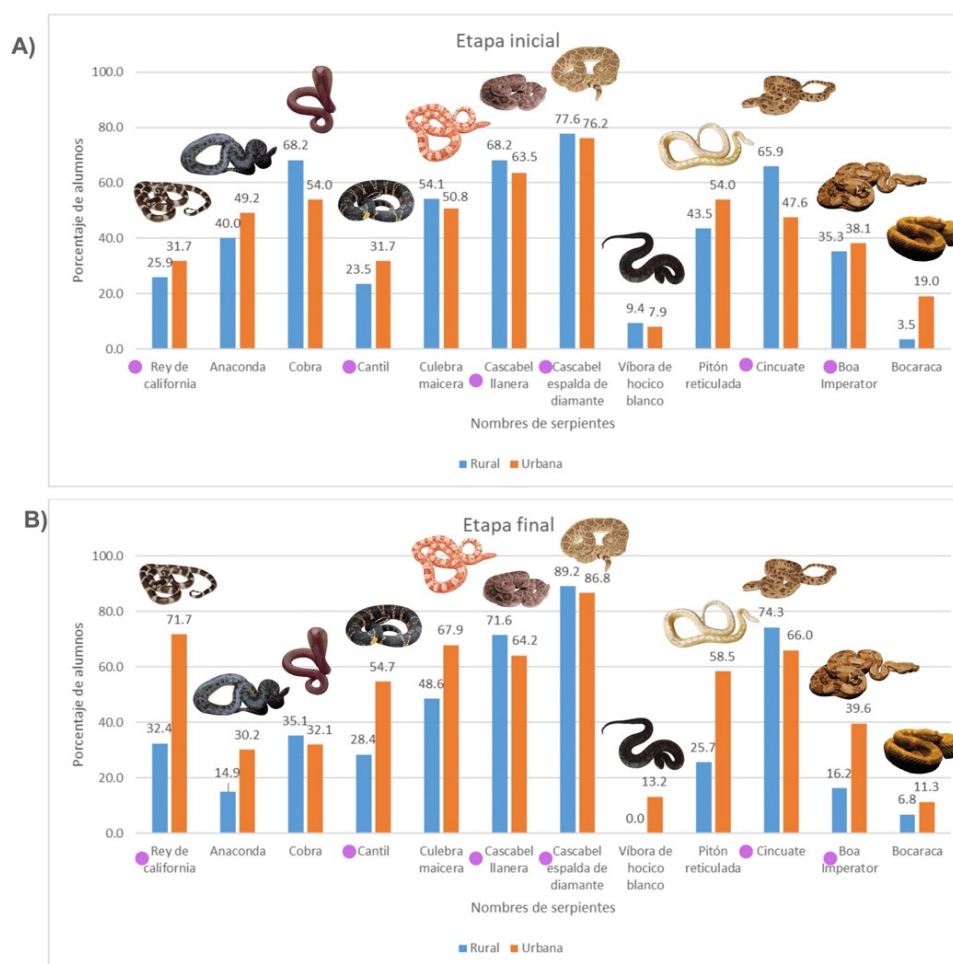 A)
Etapa inicial
Porcentaje de alumnos
100.0
80.0
60.0
40.0
20.0
0.0
25.9
31.7
40.0
49.2
68.2
54.0
23.5
31.7
54.1
50.8
68.2
63.5
77.6
76.2
9.4
7.9
43.5
54.0
65.9
47.6
35.3
38.1
3.5
19.0
Rey de
california
Anaconda
Cobra
Cantil
Culebra
maicera
Cascabel
llanera
Cascabel
espalda de
diamante
Víbora de
hocico
blanco
Pitón
reticulada
Cincuate
Boa
Imperator
Bocaraca
Nombres de serpientes
Rural
Urbana
B)
Etapa final
Porcentaje de alumnos
100.0
80.0
60.0
40.0
20.0
0.0
32.4
71.7
14.9
30.2
35.1
32.1
28.4
54.7
48.6
67.9
71.6
64.2
89.2
86.8
0.0
13.2
25.7
58.5
74.3
66.0
16.2
39.6
6.8
11.3
Rey de
california
Anaconda
Cobra
Cantil
Culebra
maicera
Cascabel
llanera
Cascabel
espalda de
diamante
Víbora de
hocico
blanco
Pitón
reticulada
Cincuate
Boa
Imperator
Bocaraca
Nombres de serpientes
Rural
Urbana